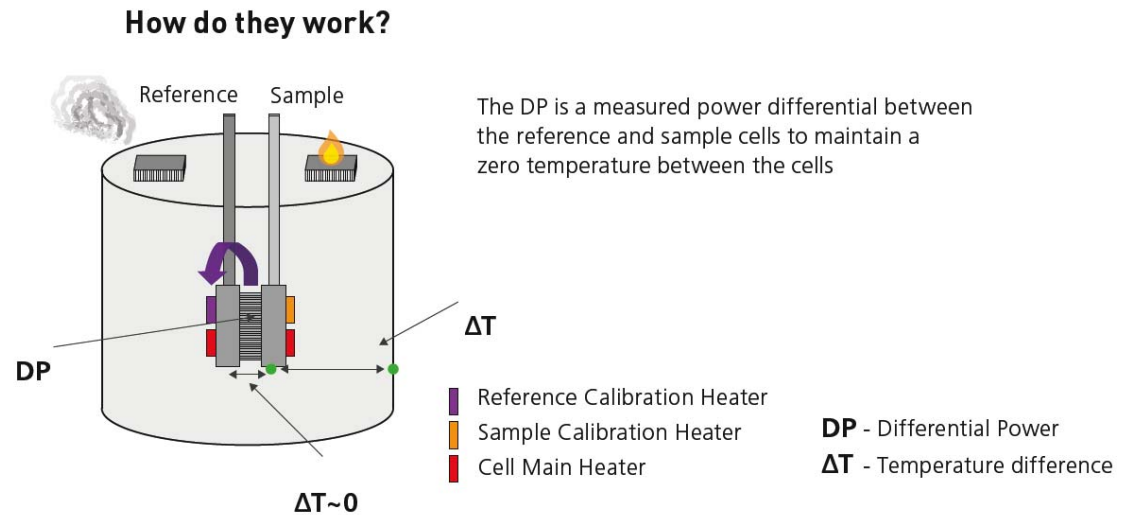 How do they work?
Reference
Sample
The DP is a measured power differential between
the reference and sample cells to maintain a
zero temperature between the cells
ΔT
DP
Reference Calibration Heater
Sample Calibration Heater
Cell Main Heater
DP - Differential Power
ΔT - Temperature difference
ΔT~0